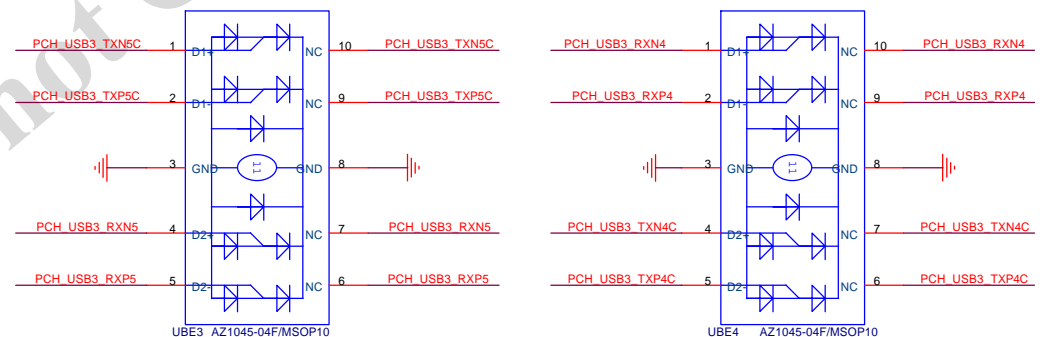 not
PCH_USB3_TXN5C 1 D1+ NC 10 PCH_USB3_TXN5C
PCH_USB3_TXP5C 2 D1- NC 9 PCH_USB3_TXP5C
3 GND 11 GND 8
PCH_USB3_RXN5 4 D2+ NC 7 PCH_USB3_RXN5
PCH_USB3_RXP5 5 D2- NC 6 PCH_USB3_RXP5
UBE3 AZ1045-04F/MSOP10
PCH_USB3_RXN4 1 D1+ NC 10 PCH_USB3_RXN4
PCH_USB3_RXP4 2 D1- NC 9 PCH_USB3_RXP4
3 GND 11 GND 8
PCH_USB3_TXN4C 4 D2+ NC 7 PCH_USB3_TXN4C
PCH_USB3_TXP4C 5 D2- NC 6 PCH_USB3_TXP4C
UBE4 AZ1045-04F/MSOP10